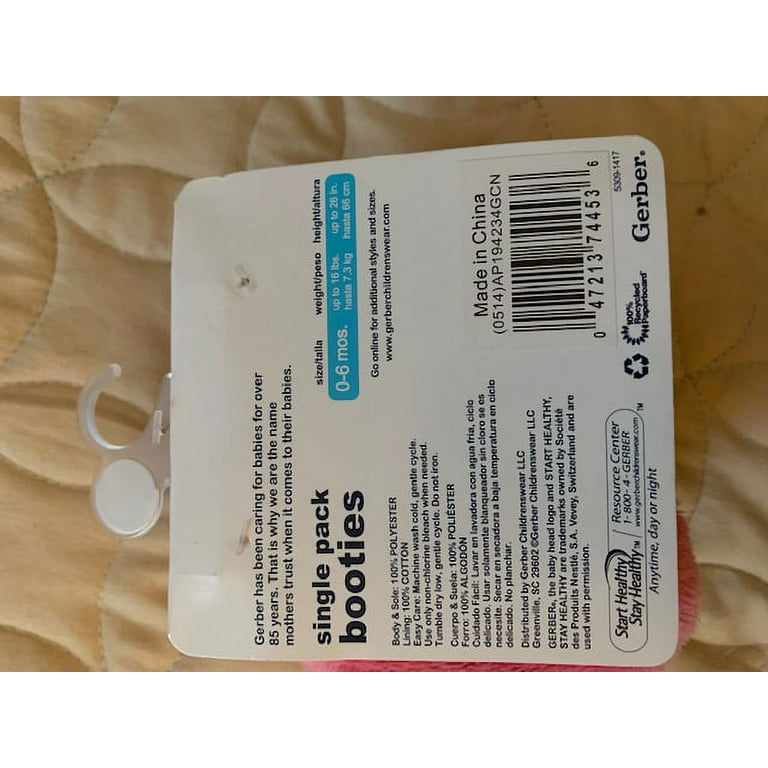 Gerber has been caring for babies for over
85 years. That is why we are the name
mothers trust when it comes to their babies.
single pack
booties
size/talla weight/peso height/altura
0-6 mos. up to 16 lbs. up to 26 in.
hasta 7,3 kg hasta 66 cm
Go online for additional styles and sizes.
www.gerberchildrenswear.com
Body & Sole: 100% POLYESTER
Lining: 100% COTTON
Easy Care: Machine wash cold, gentle cycle.
Use only non-chlorine bleach when needed.
Tumble dry low, gentle cycle. Do not iron.
Cuerpo & Suela: 100% POLIÉSTER
Forro: 100% ALGODON
Cuidado Fácil: Lavar en lavadora con agua fria, ciclo
delicado. Usar solamente blanqueador sin cloro se es
necesite. Secar en secadora a baja temperatura en ciclo
delicado. No planchar.
Distributed by Gerber Childrenswear LLC
Greenville, SC 29602 ©Gerber Childrenswear LLC
GERBER®, the baby head logo and START HEALTHY,
STAY HEALTHY are trademarks owned by Société
des Produits Nestlé, S.A. Vevey, Switzerland and are
used with permission.
Made in China
(0514)AP194234GCN
0 47213 74453 6
5309-1417
Start Healthy
Stay Healthy™
Resource Center
1-800-4-GERBER
www.gerberchildrenswear.com
™
Anytime, day or night
100%
Recycled
Paperboard
Gerber®